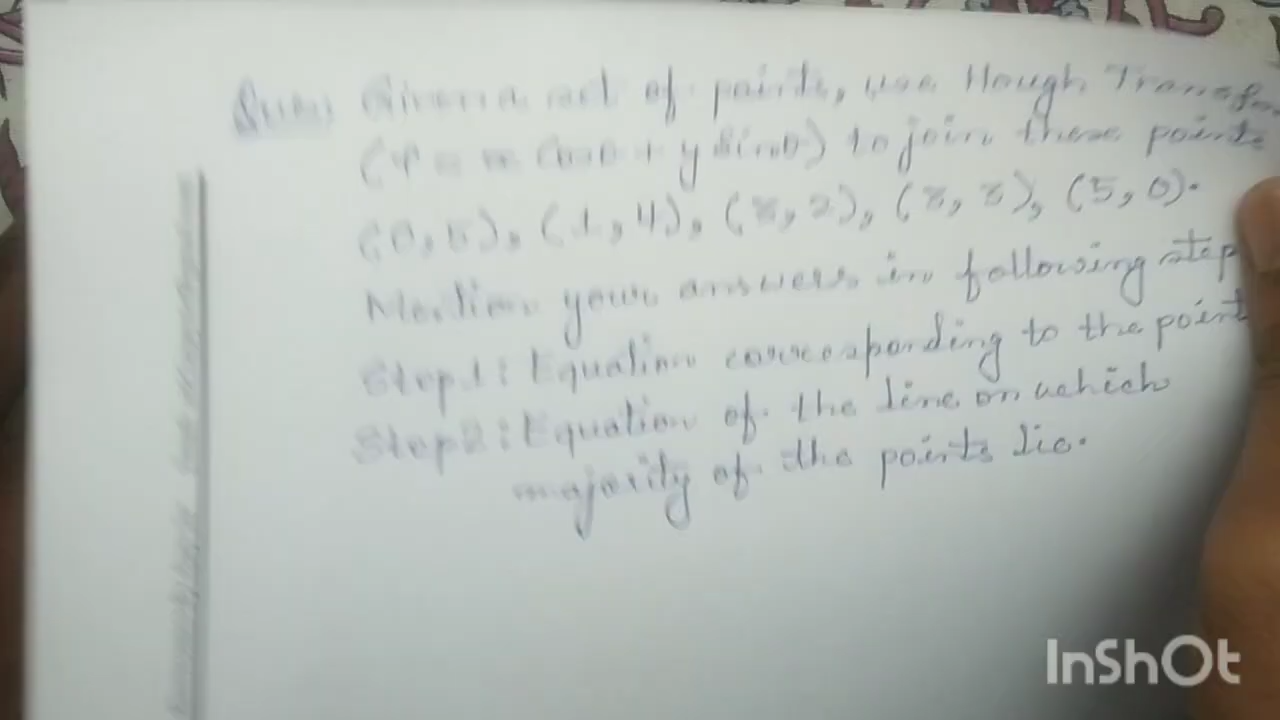 Ques Given a set of points, use Hough Transfo
to join these points
(0,5), (1,4), (3,2), (3,3), (5,0).
Mention your answers in following step
Step1: Equation corresponding to the point
Step2: Equation of the line on which
majority of the points lie.
InShOt